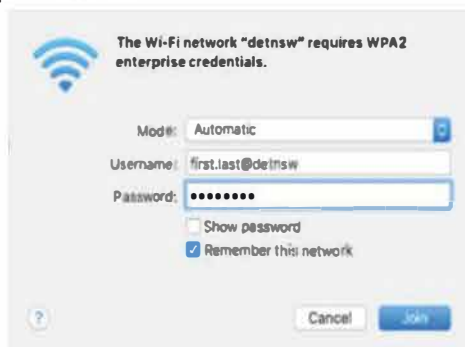 The Wi-Fi network "detnsw" requires WPA2
enterprise credentials.
Mode: Automatic
Username: first.last@detnsw
Password: ••••••••
Show password
Remember this network
?
Cancel
Join